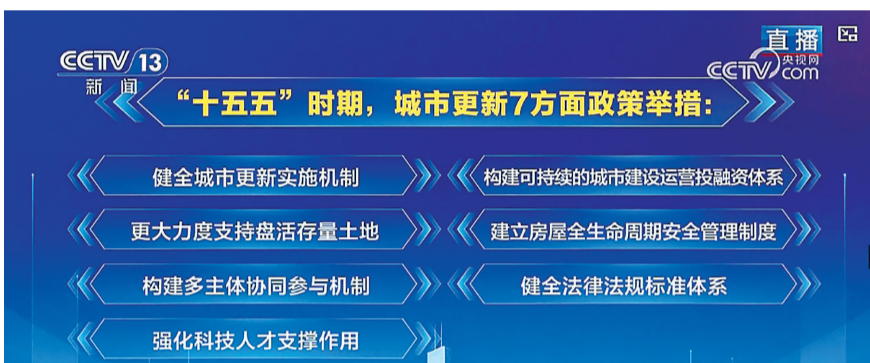 CCTV 13
新闻
直播
央视网
CCTV com
“十五五”时期，城市更新7方面政策举措：
健全城市更新实施机制
构建可持续的城市建设运营投融资体系
更大力度支持盘活存量土地
建立房屋全生命周期安全管理制度
构建多主体协同参与机制
健全法律法规标准体系
强化科技人才支撑作用